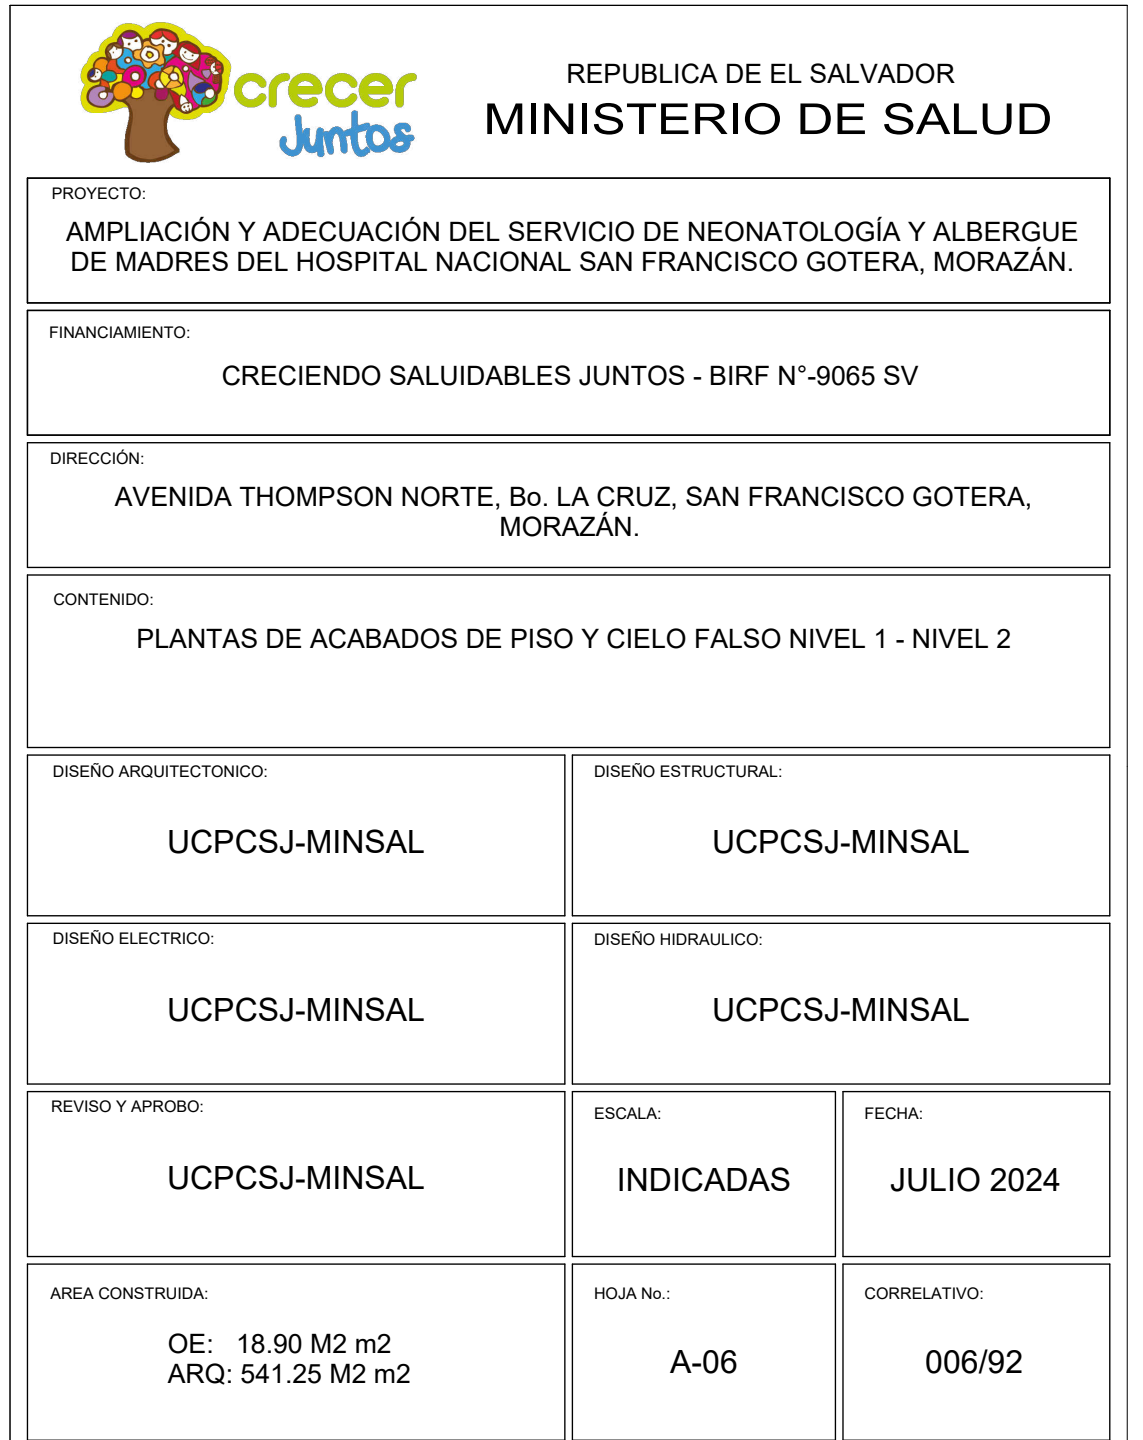 crecer
Juntos
REPUBLICA DE EL SALVADOR
MINISTERIO DE SALUD
PROYECTO:
AMPLIACIÓN Y ADECUACIÓN DEL SERVICIO DE NEONATOLOGÍA Y ALBERGUE
DE MADRES DEL HOSPITAL NACIONAL SAN FRANCISCO GOTERA, MORAZÁN.
FINANCIAMIENTO:
CRECIENDO SALUIDABLES JUNTOS - BIRF N°-9065 SV
DIRECCIÓN:
AVENIDA THOMPSON NORTE, Bo. LA CRUZ, SAN FRANCISCO GOTERA,
MORAZÁN.
CONTENIDO:
PLANTAS DE ACABADOS DE PISO Y CIELO FALSO NIVEL 1 - NIVEL 2
DISEÑO ARQUITECTONICO:
UCPCSJ-MINSAL
DISEÑO ESTRUCTURAL:
UCPCSJ-MINSAL
DISEÑO ELECTRICO:
UCPCSJ-MINSAL
DISEÑO HIDRAULICO:
UCPCSJ-MINSAL
REVISO Y APROBO:
UCPCSJ-MINSAL
ESCALA:
INDICADAS
FECHA:
JULIO 2024
AREA CONSTRUIDA:
OE: 18.90 M2 m2
ARQ: 541.25 M2 m2
HOJA No.:
A-06
CORRELATIVO:
006/92